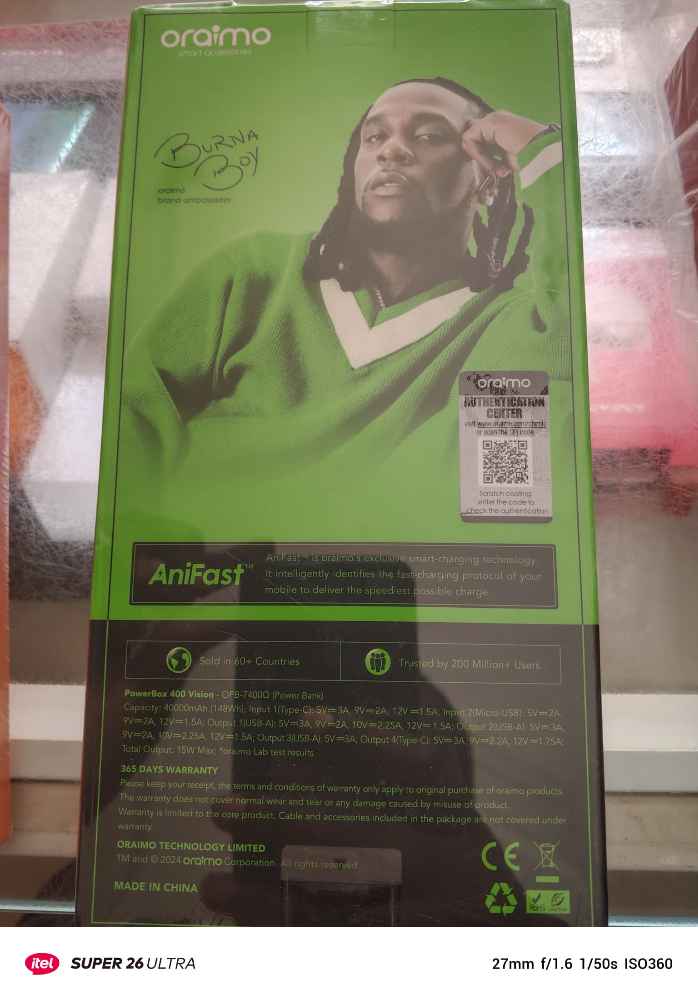 oraimo
smart accessories
BURNA
BOY
oraimo
brand ambassador
oraimo
AUTHENTICATION
CENTER
or scan the QR code
Scratch coating
enter the code to
check the authentication
AniFast™
AniFast™ is oraimo's exclusive smart-charging technology.
It intelligently identifies the fast-charging protocol of your
mobile to deliver the speediest possible charge.
Sold in 60+ Countries
Trusted by 200 Million+ Users
PowerBox 400 Vision - OPB-7400Q (Power Bank)
Capacity: 40000mAh (148Wh), Input 1(Type-C): 5V⎓3A, 9V⎓2A, 12V⎓1.5A; Input 2(Micro-USB): 5V⎓2A,
9V⎓2A, 12V⎓1.5A; Output 1(USB-A): 5V⎓3A, 9V⎓2A, 10V⎓2.25A, 12V⎓1.5A; Output 2(USB-A): 5V⎓3A,
9V⎓2A, 10V⎓2.25A, 12V⎓1.5A; Output 3(USB-A): 5V⎓3A; Output 4(Type-C): 5V⎓3A, 9V⎓2.2A, 12V⎓1.75A;
Total Output: 15W Max; *oraimo Lab test results
365 DAYS WARRANTY
Please keep your receipt, the terms and conditions of warranty only apply to original purchase of oraimo products.
The warranty does not cover normal wear and tear or any damage caused by misuse of product.
Warranty is limited to the core product. Cable and accessories included in the package are not covered under
warranty.
ORAIMO TECHNOLOGY LIMITED
TM and © 2024 oraimo Corporation. All rights reserved.
MADE IN CHINA
CE
itel SUPER 26 ULTRA
27mm f/1.6 1/50s ISO360